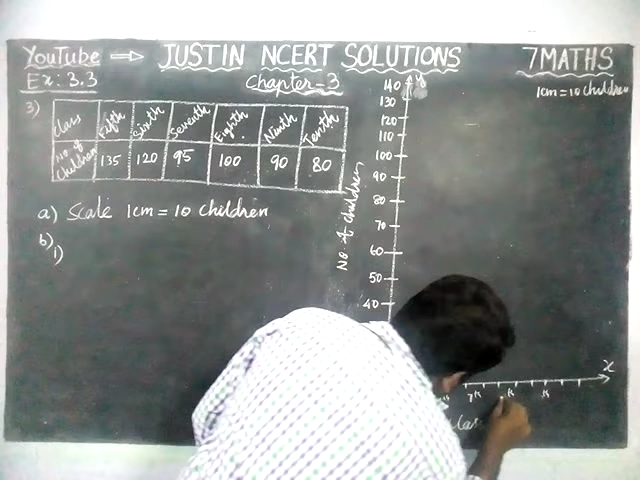 YouTube ⟹ JUSTIN NCERT SOLUTIONS 7MATHS
Ex: 3.3 Chapter-3 1cm=10 children
3)
Class Fifth Sixth Seventh Eighth Ninth Tenth
No. of Children 135 120 95 100 90 80
a) Scale 1cm = 10 children
b)
i)
y
140
130
120
110
100
90
80
70
60
50
40
No. of children
x
7th